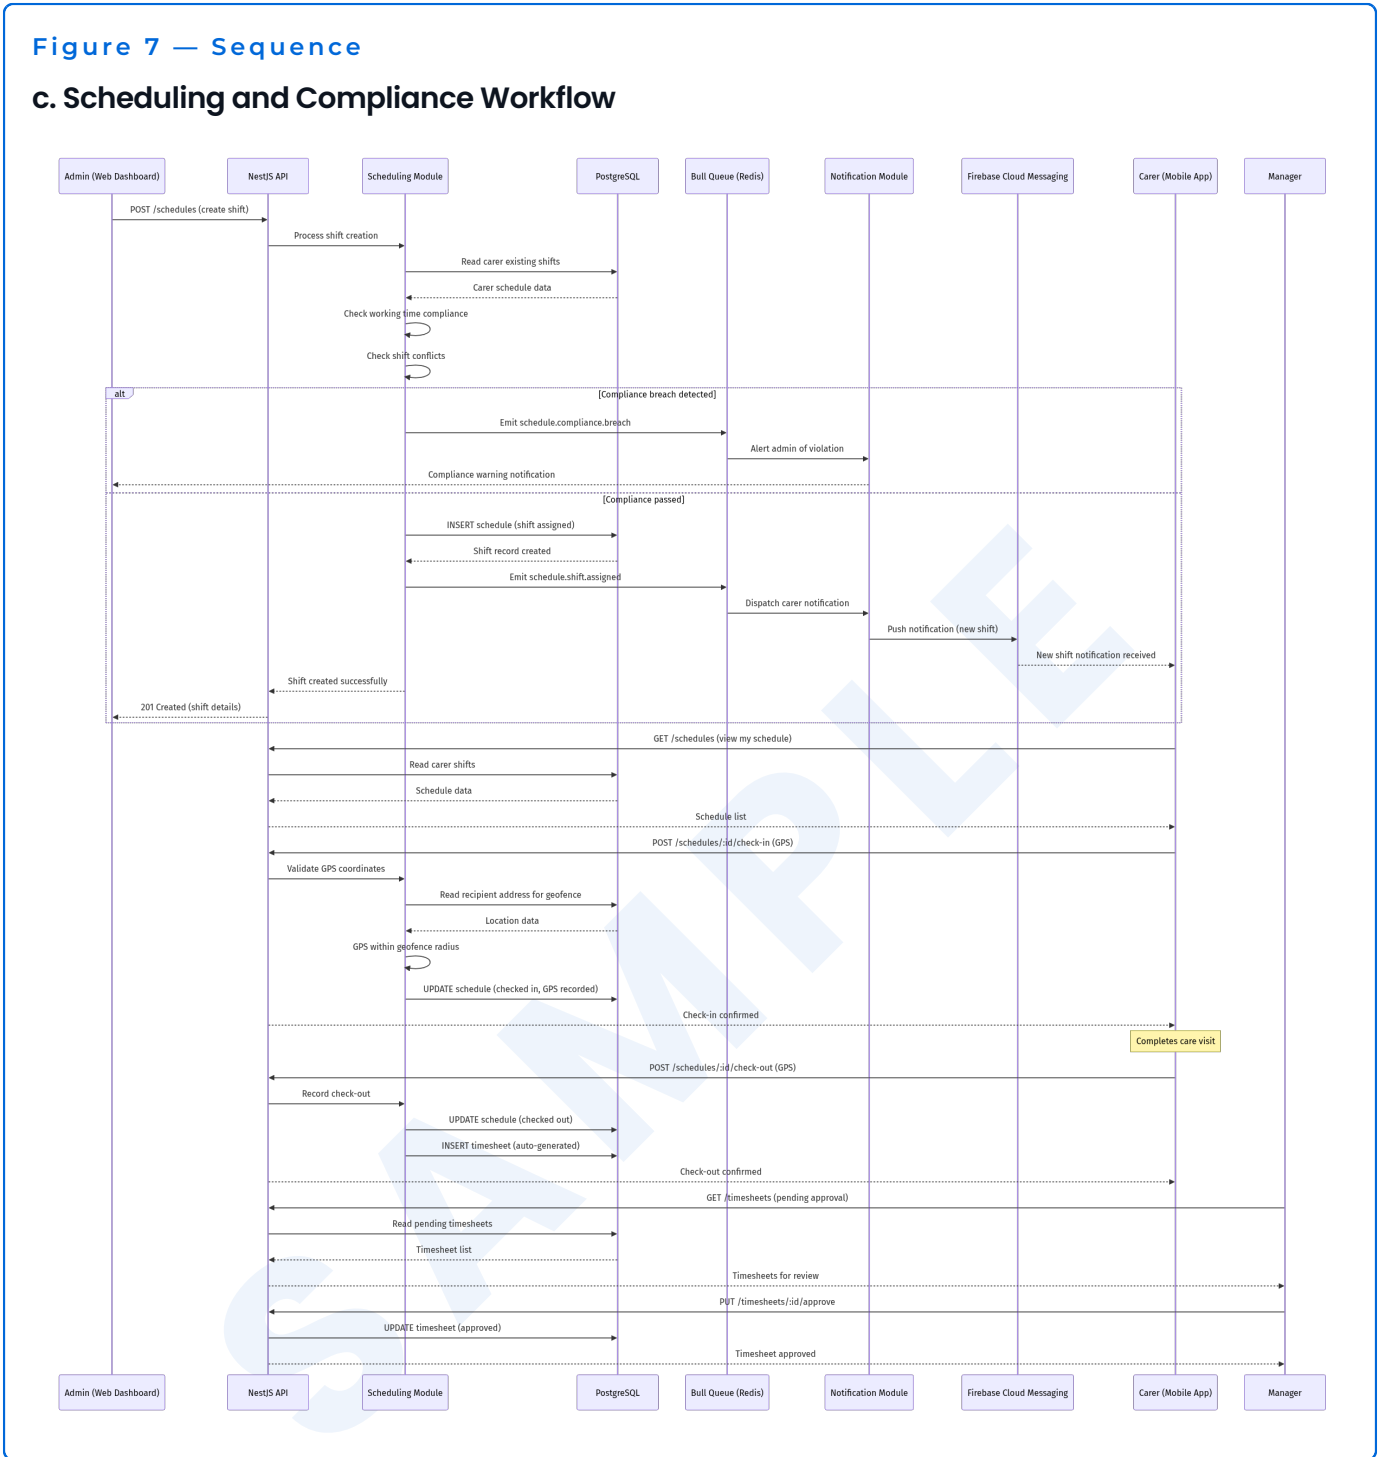 Figure 7 — Sequence
c. Scheduling and Compliance Workflow
Admin (Web Dashboard)
NestJS API
Scheduling Module
PostgreSQL
Bull Queue (Redis)
Notification Module
Firebase Cloud Messaging
Carer (Mobile App)
Manager
POST /schedules (create shift)
Process shift creation
Read carer existing shifts
Carer schedule data
Check working time compliance
Check shift conflicts
alt
[Compliance breach detected]
Emit schedule.compliance.breach
Alert admin of violation
Compliance warning notification
[Compliance passed]
INSERT schedule (shift assigned)
Shift record created
Emit schedule.shift.assigned
Dispatch carer notification
Push notification (new shift)
New shift notification received
Shift created successfully
201 Created (shift details)
GET /schedules (view my schedule)
Read carer shifts
Schedule data
Schedule list
POST /schedules/:id/check-in (GPS)
Validate GPS coordinates
Read recipient address for geofence
Location data
GPS within geofence radius
UPDATE schedule (checked in, GPS recorded)
Check-in confirmed
Completes care visit
POST /schedules/:id/check-out (GPS)
Record check-out
UPDATE schedule (checked out)
INSERT timesheet (auto-generated)
Check-out confirmed
GET /timesheets (pending approval)
Read pending timesheets
Timesheet list
Timesheets for review
PUT /timesheets/:id/approve
UPDATE timesheet (approved)
Timesheet approved
Admin (Web Dashboard)
NestJS API
Scheduling Module
PostgreSQL
Bull Queue (Redis)
Notification Module
Firebase Cloud Messaging
Carer (Mobile App)
Manager
SAMPLE